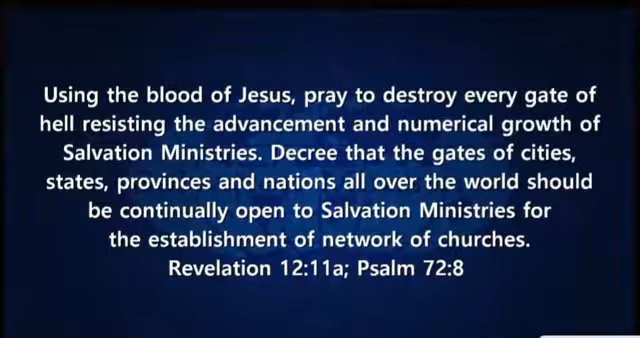 Using the blood of Jesus, pray to destroy every gate of
hell resisting the advancement and numerical growth of
Salvation Ministries. Decree that the gates of cities,
states, provinces and nations all over the world should
be continually open to Salvation Ministries for
the establishment of network of churches.
Revelation 12:11a; Psalm 72:8